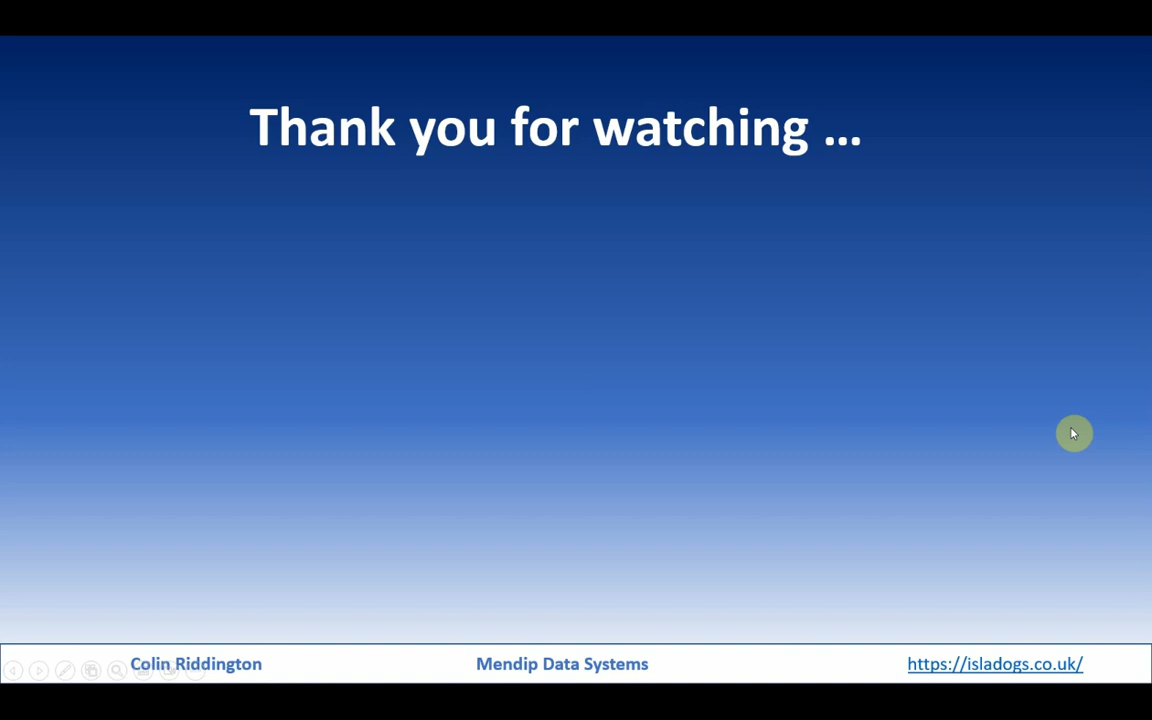 Thank you for watching ...
Colin Riddington
Mendip Data Systems
https://isladogs.co.uk/